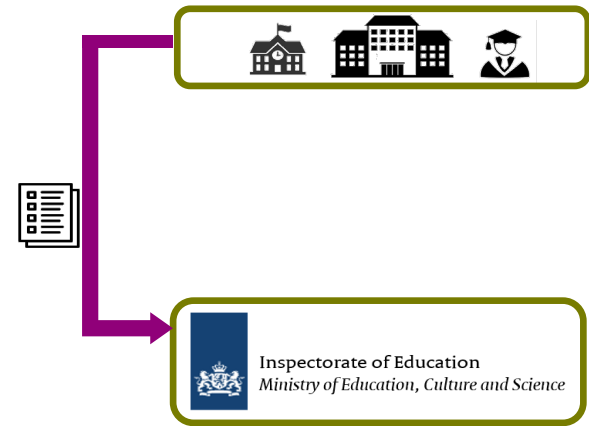 Inspectorate of Education
Ministry of Education, Culture and Science